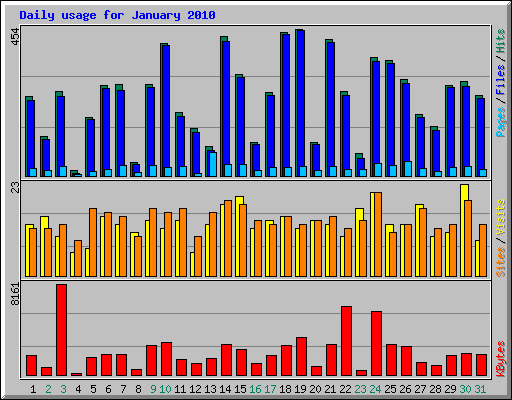 Daily usage for January 2010
454
Pages / Files / Hits
23
Sites / Visits
8161
KBytes
1 2 3 4 5 6 7 8 9 10 11 12 13 14 15 16 17 18 19 20 21 22 23 24 25 26 27 28 29 30 31